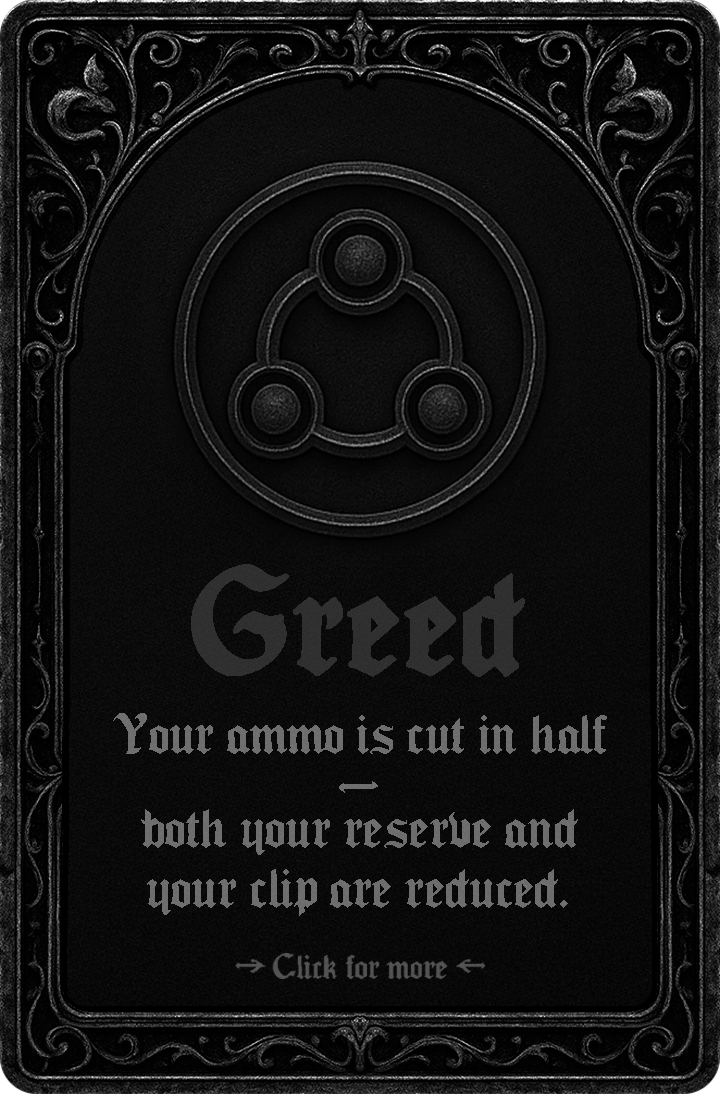 Greed
Your ammo is cut in half
—
both your reserve and
your clip are reduced.
→ Click for more ←